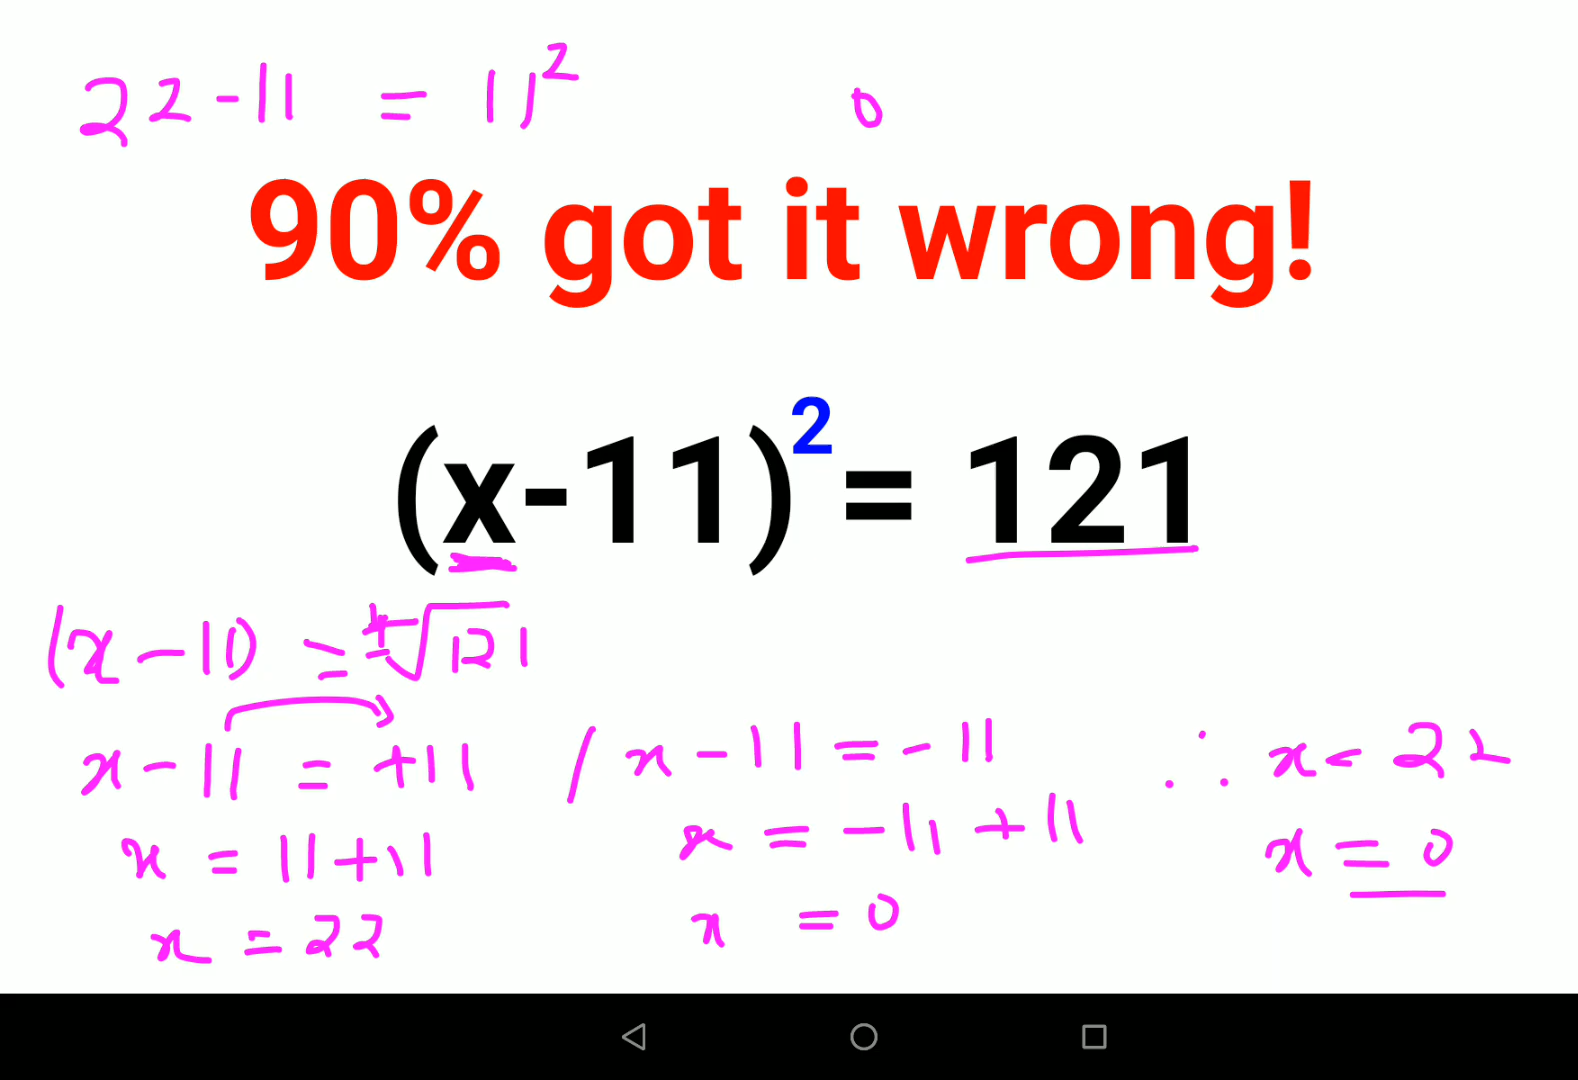 22-11 = 11² 0
90% got it wrong!
(x-11)²= 121
(x-11) = ±√121
x-11 = +11 / x-11 = -11 ∴ x = 22
x = 11+11 x = -11+11 x = 0
x = 22 x = 0